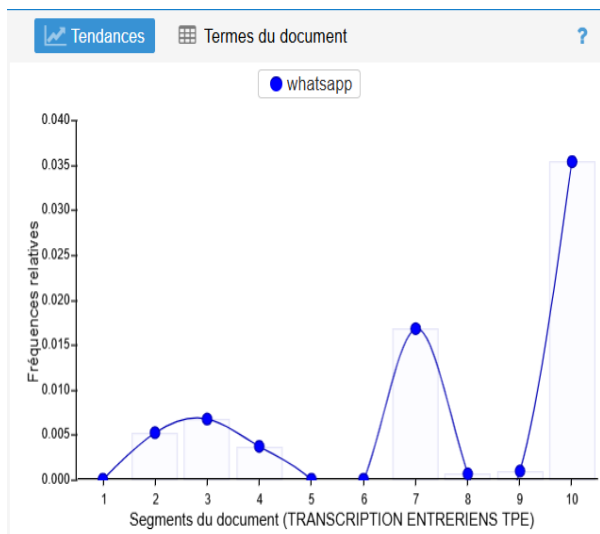 Tendances
Termes du document
?
whatsapp
0.040
0.035
0.030
0.025
0.020
0.015
0.010
0.005
0.000
Fréquences relatives
1 2 3 4 5 6 7 8 9 10
Segments du document (TRANSCRIPTION ENTRERIENS TPE)